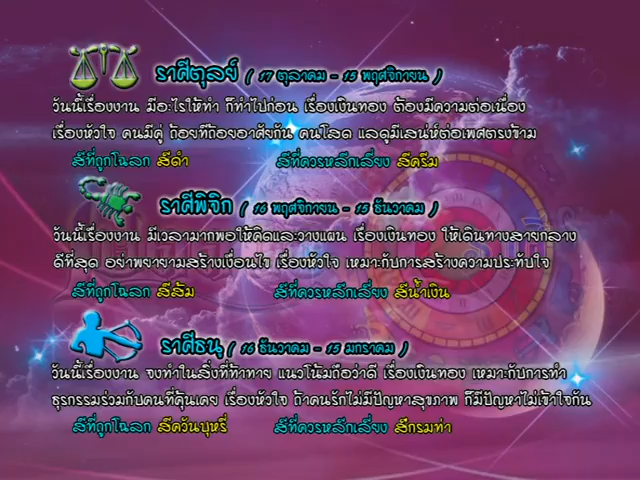 ราศีตุลย์ ( 17 ตุลาคม - 15 พฤศจิกายน )
วันนี้เรื่องงาน มีอะไรให้ทำ ก็ทำไปก่อน เรื่องเงินทอง ต้องมีความต่อเนื่อง
เรื่องหัวใจ คนมีคู่ ถ้อยทีถ้อยอาศัยกัน คนโสด แลดูมีเสน่ห์ต่อเพศตรงข้าม
สีที่ถูกโฉลก สีดำ สีที่ควรหลีกเลี่ยง สีครีม
ราศีพิจิก ( 16 พฤศจิกายน - 15 ธันวาคม )
วันนี้เรื่องงาน มีเวลามากพอให้คิดและวางแผน เรื่องเงินทอง ให้เดินทางสายกลาง
ดีที่สุด อย่าพยายามสร้างเงื่อนไข เรื่องหัวใจ เหมาะกับการสร้างความประทับใจ
สีที่ถูกโฉลก สีส้ม สีที่ควรหลีกเลี่ยง สีน้ำเงิน
ราศีธนู ( 16 ธันวาคม - 15 มกราคม )
วันนี้เรื่องงาน จงทำในสิ่งที่ท้าทาย แนวโน้มถือว่าดี เรื่องเงินทอง เหมาะกับการทำ
ธุรกรรมร่วมกับคนที่คุ้นเคย เรื่องหัวใจ ถ้าคนรักไม่มีปัญหาสุขภาพ ก็มีปัญหาไม่เข้าใจกัน
สีที่ถูกโฉลก สีควันบุหรี่ สีที่ควรหลีกเลี่ยง สีกรมท่า